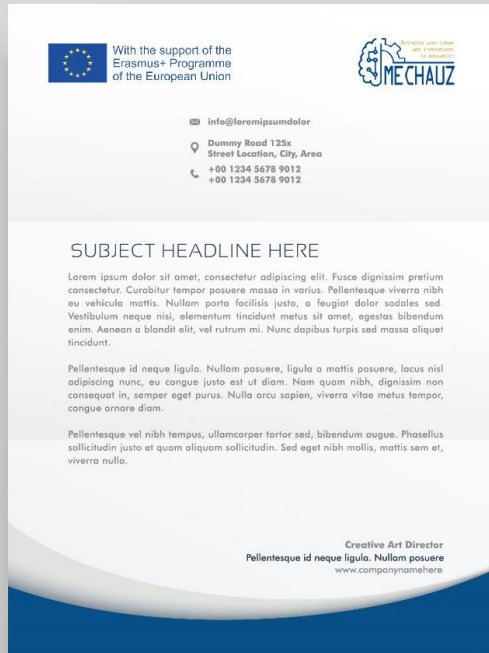 With the support of the
Erasmus+ Programme
of the European Union
Bringing your ideas
and innovations
to education
MECHAUZ
info@loremipsumdolor
Dummy Road 125x
Street Location, City, Area
+00 1234 5678 9012
+00 1234 5678 9012
SUBJECT HEADLINE HERE
Lorem ipsum dolor sit amet, consectetur adipiscing elit. Fusce dignissim pretium
consectetur. Curabitur tempor posuere massa in varius. Pellentesque viverra nibh
eu vehicula mattis. Nullam porta facilisis justo, a feugiat dolor sodales sed.
Vestibulum neque nisi, elementum tincidunt metus sit amet, egestas bibendum
enim. Aenean a blandit elit, vel rutrum mi. Nunc dapibus turpis sed massa aliquet
tincidunt.
Pellentesque id neque ligula. Nullam posuere, ligula a mattis posuere, lacus nisl
adipiscing nunc, eu congue justo est ut diam. Nam quam nibh, dignissim non
consequat in, semper eget purus. Nulla arcu sapien, viverra vitae metus tempor,
congue ornare diam.
Pellentesque vel nibh tempus, ullamcorper tortor sed, bibendum augue. Phasellus
sollicitudin justo et quam aliquam sollicitudin. Sed eget nibh mollis, mattis sem et,
viverra nulla.
Creative Art Director
Pellentesque id neque ligula. Nullam posuere
www.companynamehere